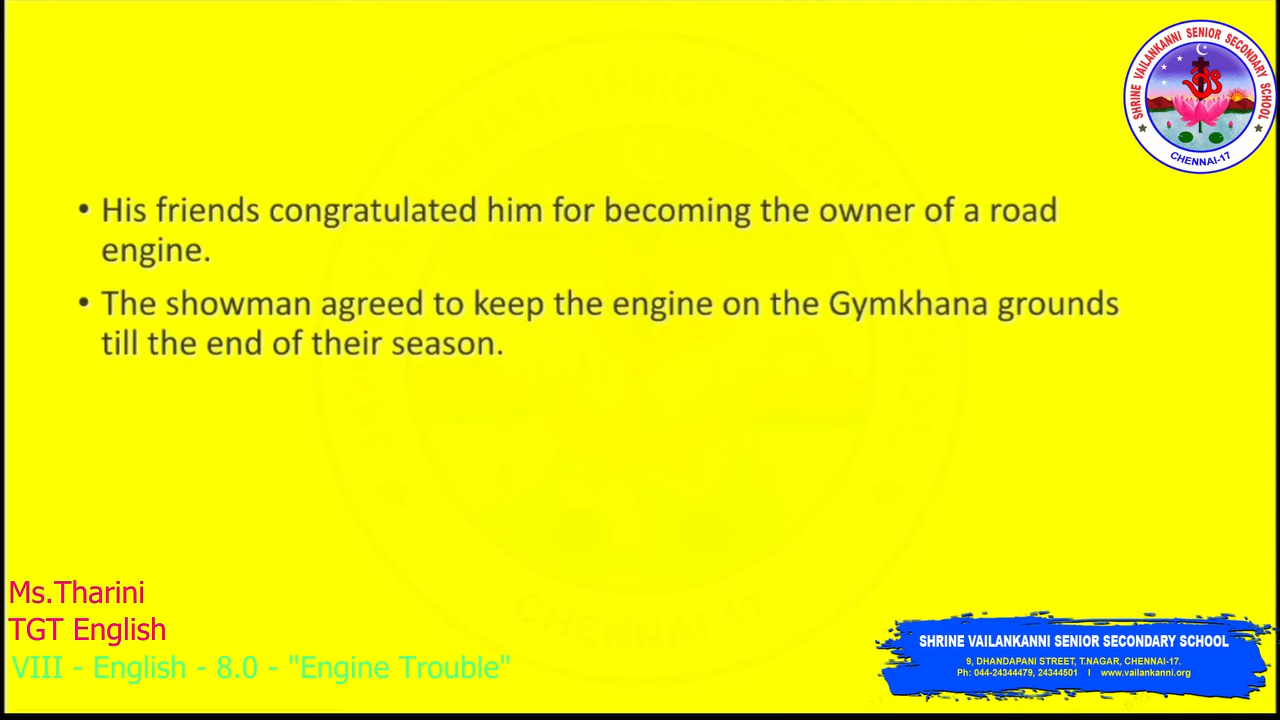 SHRINE VAILANKANNI SENIOR SECONDARY SCHOOL
CHENNAI-17
• His friends congratulated him for becoming the owner of a road
engine.
• The showman agreed to keep the engine on the Gymkhana grounds
till the end of their season.
Ms.Tharini
TGT English
VIII - English - 8.0 - "Engine Trouble"
SHRINE VAILANKANNI SENIOR SECONDARY SCHOOL
9, DHANDAPANI STREET, T.NAGAR, CHENNAI-17.
Ph: 044-24344479, 24344501 I www.vailankanni.org